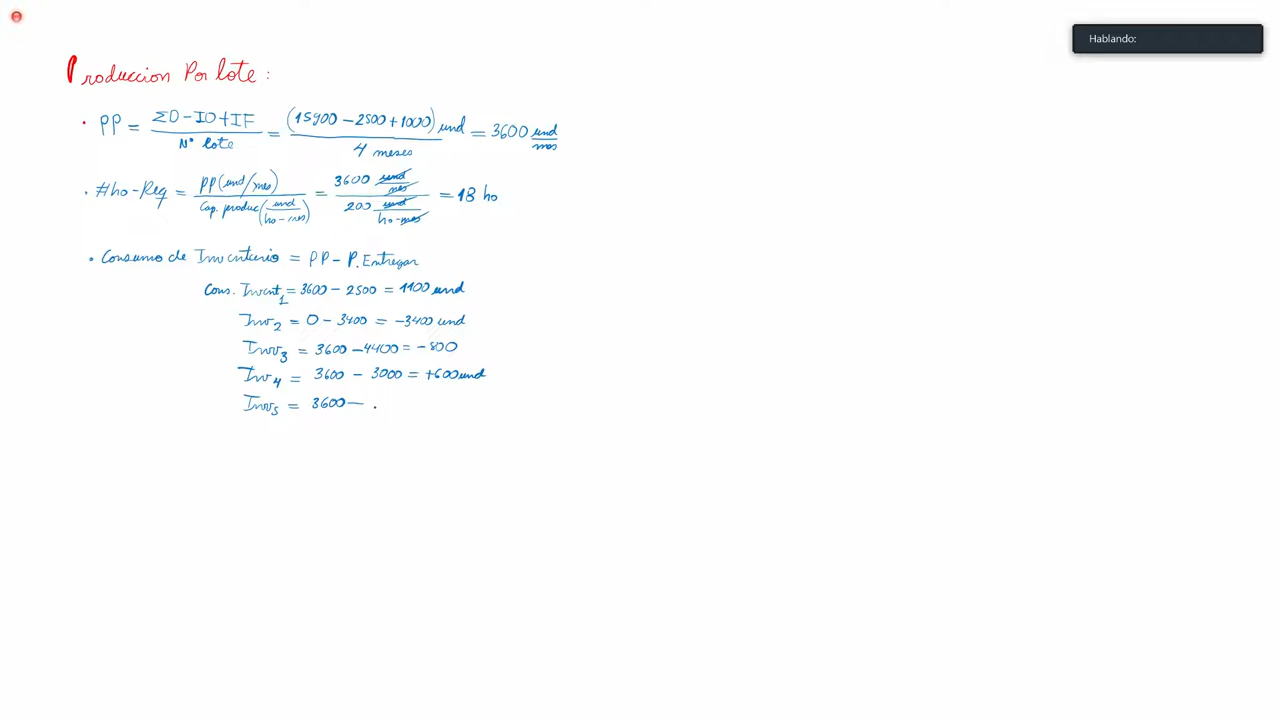 Hablando:
Produccion Por lote:
• PP = ΣD - IO + IF / N° lote = (15900 - 2500 + 1000) und / 4 meses = 3600 und/mes
• #ho-Req = PP (und/mes) / Cap. produc (und/ho-mes) = 3600 und/mes / 200 und/ho-mes = 18 ho
• Consumo de Inventario = PP - P. Entregar
Cons. Invent1 = 3600 - 2500 = 1100 und
Inv2 = 0 - 3400 = -3400 und
Inv3 = 3600 - 4400 = -800
Inv4 = 3600 - 3000 = +600 und
Inv5 = 3600 -